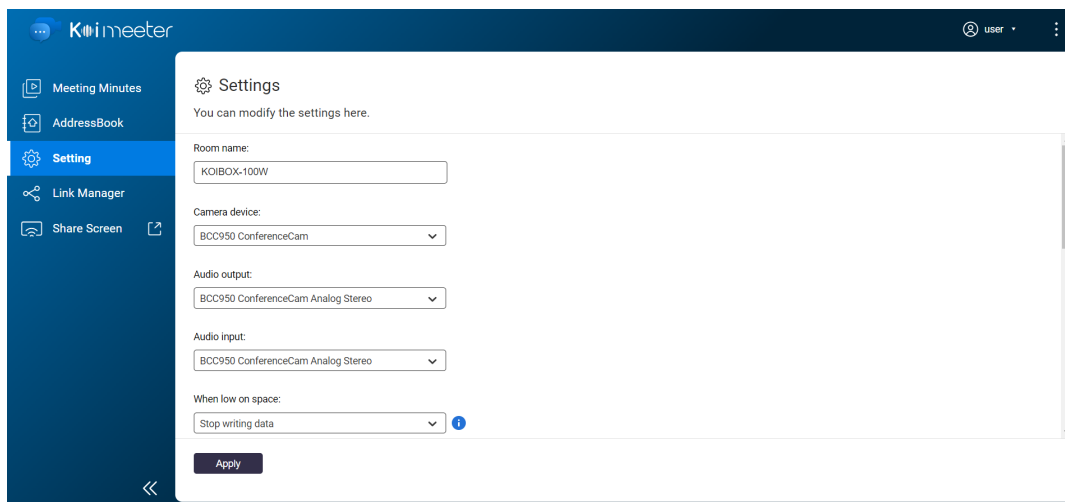 Koimeeter
user
Meeting Minutes
AddressBook
Setting
Link Manager
Share Screen
Settings
You can modify the settings here.
Room name:
KOIBOX-100W
Camera device:
BCC950 ConferenceCam
Audio output:
BCC950 ConferenceCam Analog Stereo
Audio input:
BCC950 ConferenceCam Analog Stereo
When low on space:
Stop writing data
Apply